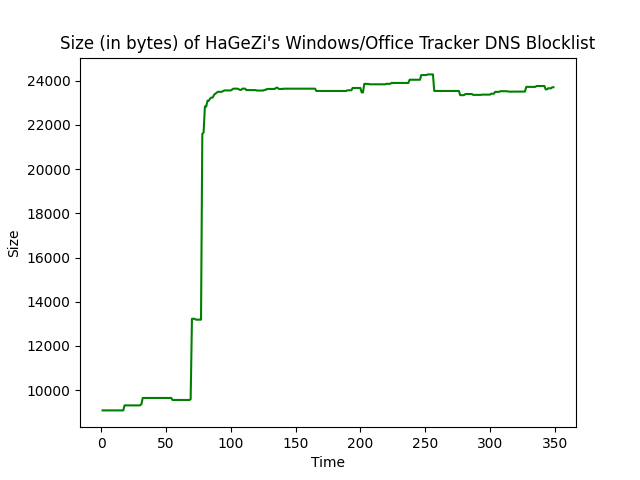 Size (in bytes) of HaGeZi's Windows/Office Tracker DNS Blocklist
24000
22000
20000
18000
16000
14000
12000
10000
Size
0 50 100 150 200 250 300 350
Time